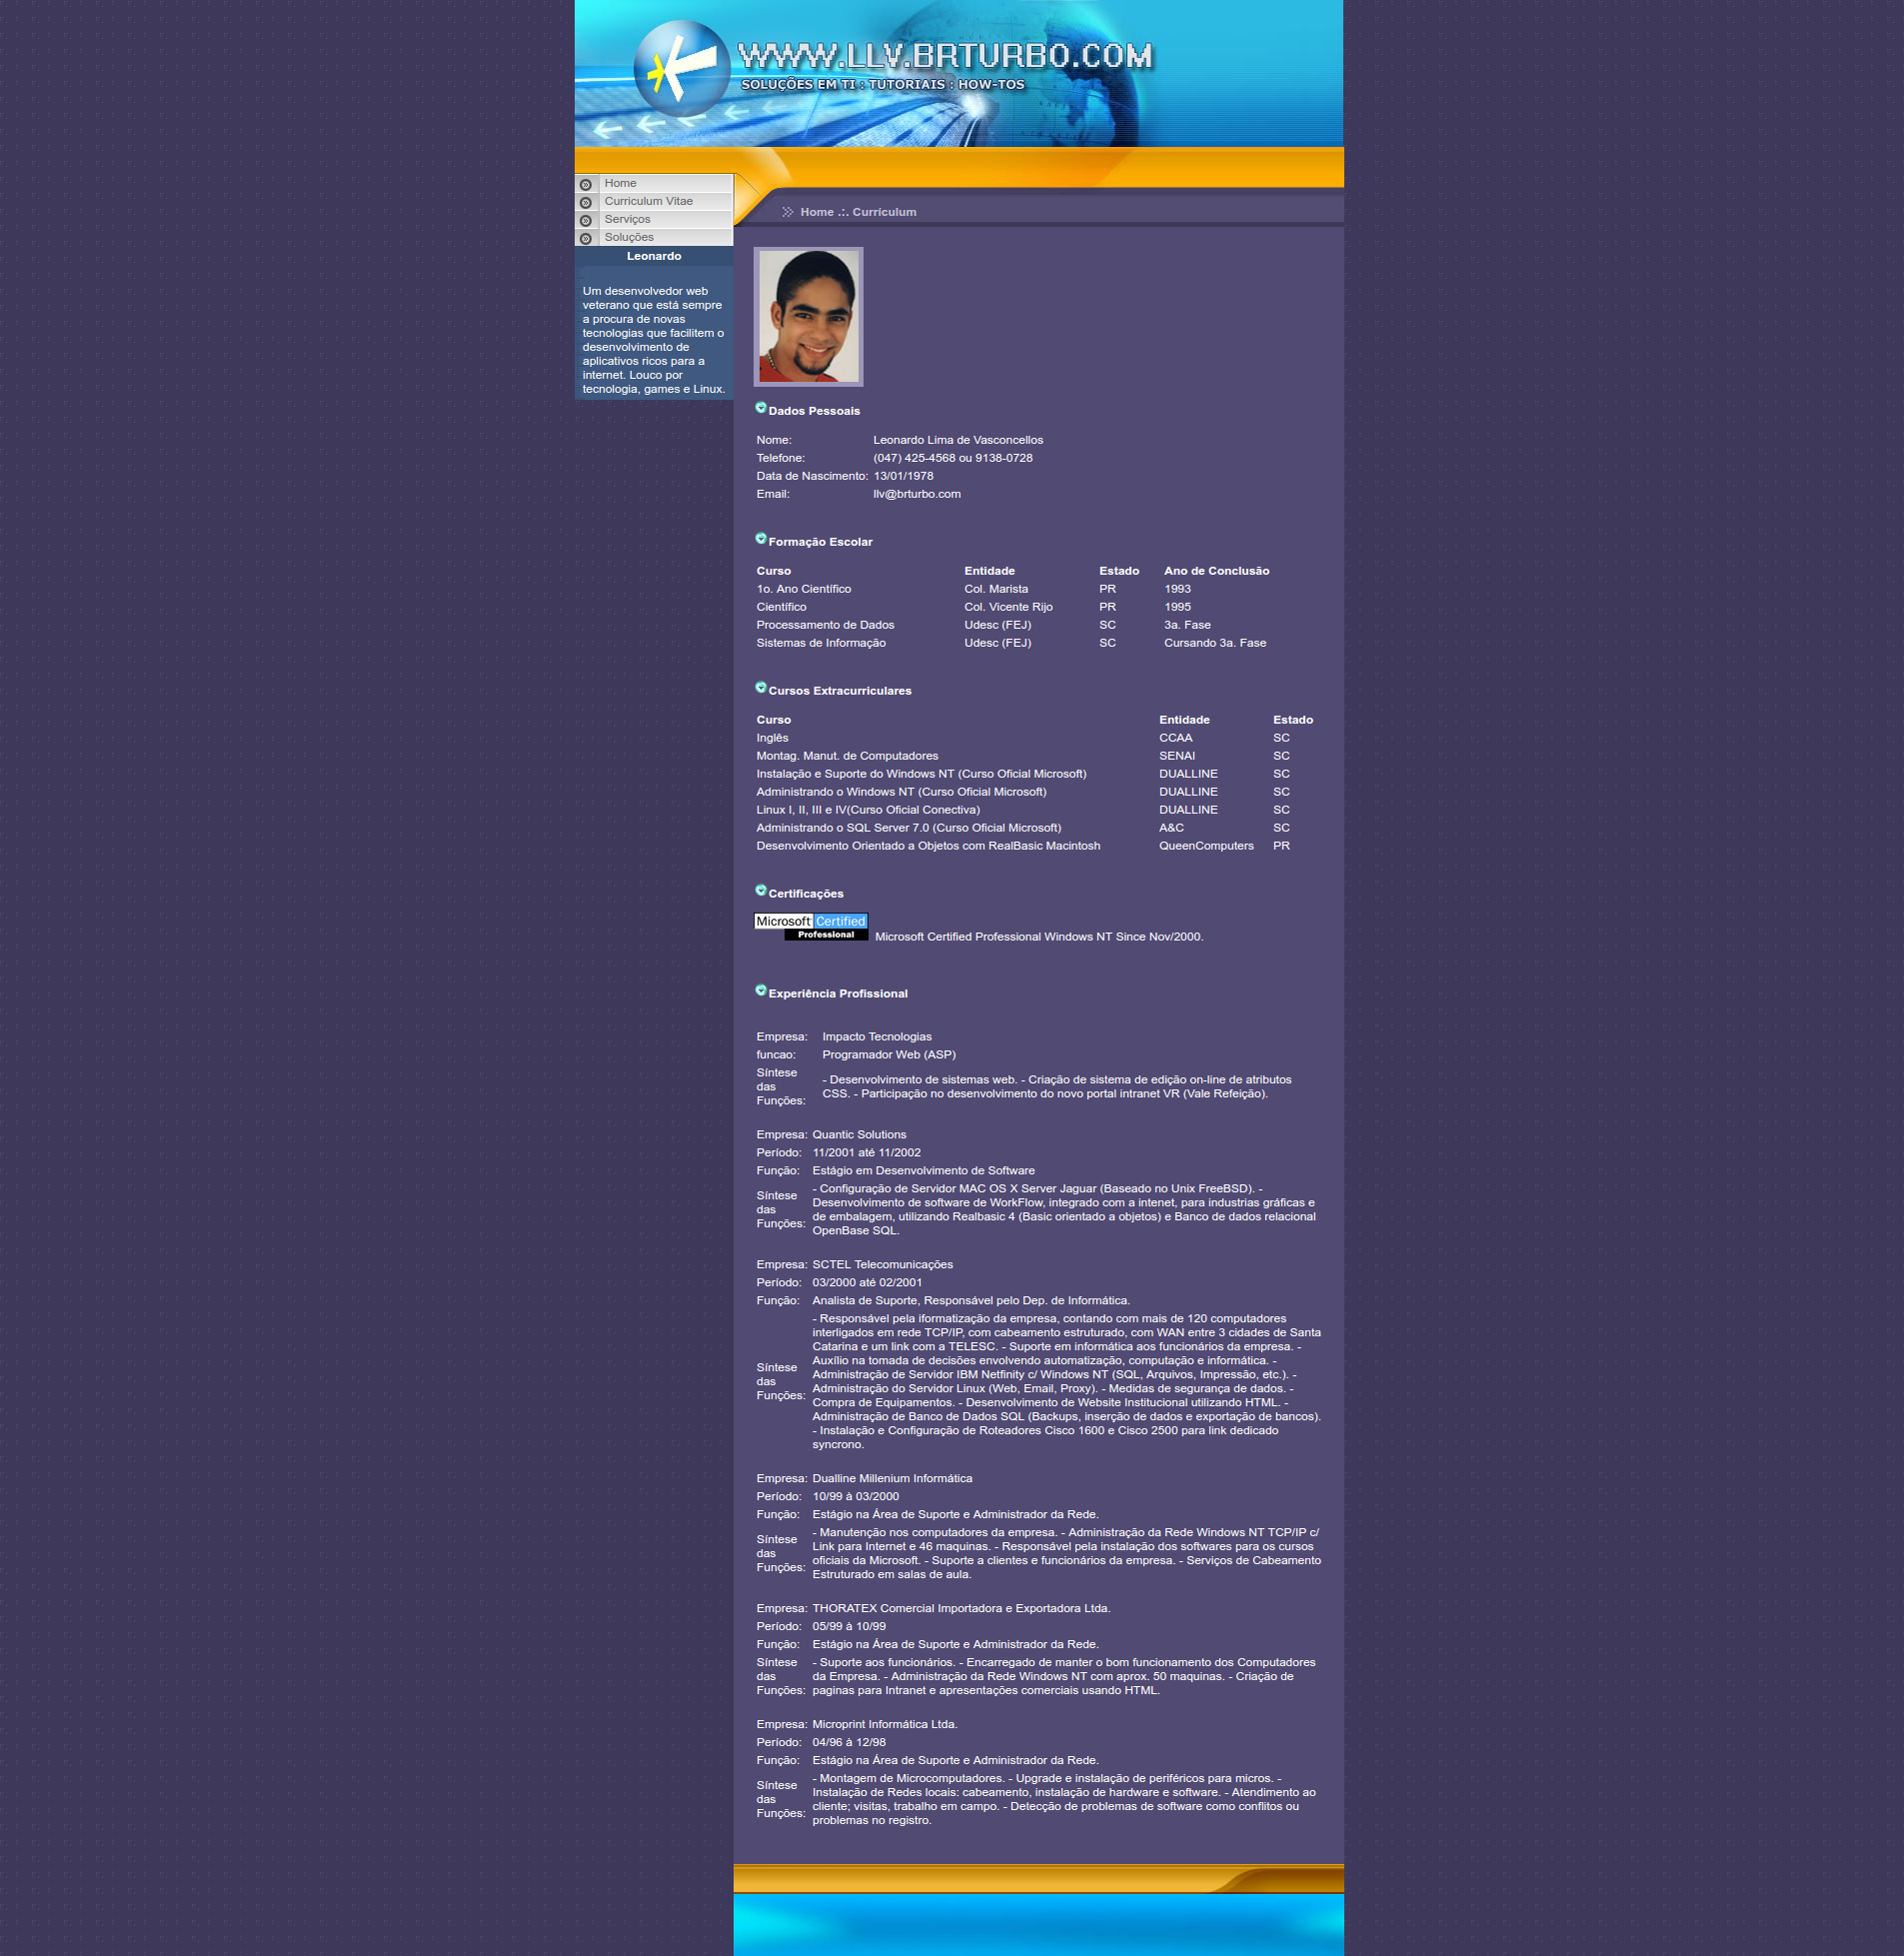 WWW.LLV.BRTURBO.COM
SOLUÇÕES EM TI : TUTORIAIS : HOW-TOS
Home
Curriculum Vitae
Serviços
Soluções
Leonardo
Um desenvolvedor web
veterano que está sempre
a procura de novas
tecnologias que facilitem o
desenvolvimento de
aplicativos ricos para a
internet. Louco por
tecnologia, games e Linux.
Home .:. Currículum
Dados Pessoais
Nome: Leonardo Lima de Vasconcellos
Telefone: (047) 425-4568 ou 9138-0728
Data de Nascimento: 13/01/1978
Email: llv@brturbo.com
Formação Escolar
Curso Entidade Estado Ano de Conclusão
1o. Ano Científico Col. Marista PR 1993
Científico Col. Vicente Rijo PR 1995
Processamento de Dados Udesc (FEJ) SC 3a. Fase
Sistemas de Informação Udesc (FEJ) SC Cursando 3a. Fase
Cursos Extracurriculares
Curso Entidade Estado
Inglês CCAA SC
Montag. Manut. de Computadores SENAI SC
Instalação e Suporte do Windows NT (Curso Oficial Microsoft) DUALLINE SC
Administrando o Windows NT (Curso Oficial Microsoft) DUALLINE SC
Linux I, II, III e IV(Curso Oficial Conectiva) DUALLINE SC
Administrando o SQL Server 7.0 (Curso Oficial Microsoft) A&C SC
Desenvolvimento Orientado a Objetos com RealBasic Macintosh QueenComputers PR
Certificações
Microsoft Certified
Professional
Microsoft Certified Professional Windows NT Since Nov/2000.
Experiência Profissional
Empresa: Impacto Tecnologias
funcao: Programador Web (ASP)
Síntese
das
Funções:
- Desenvolvimento de sistemas web. - Criação de sistema de edição on-line de atributos
CSS. - Participação no desenvolvimento do novo portal intranet VR (Vale Refeição).
Empresa: Quantic Solutions
Período: 11/2001 até 11/2002
Função: Estágio em Desenvolvimento de Software
Síntese
das
Funções:
- Configuração de Servidor MAC OS X Server Jaguar (Baseado no Unix FreeBSD). -
Desenvolvimento de software de WorkFlow, integrado com a intenet, para industrias gráficas e
de embalagem, utilizando Realbasic 4 (Basic orientado a objetos) e Banco de dados relacional
OpenBase SQL.
Empresa: SCTEL Telecomunicações
Período: 03/2000 até 02/2001
Função: Analista de Suporte, Responsável pelo Dep. de Informática.
Síntese
das
Funções:
- Responsável pela iformatização da empresa, contando com mais de 120 computadores
interligados em rede TCP/IP, com cabeamento estruturado, com WAN entre 3 cidades de Santa
Catarina e um link com a TELESC. - Suporte em informática aos funcionários da empresa. -
Auxílio na tomada de decisões envolvendo automatização, computação e informática. -
Administração de Servidor IBM Netfinity c/ Windows NT (SQL, Arquivos, Impressão, etc.). -
Administração do Servidor Linux (Web, Email, Proxy). - Medidas de segurança de dados. -
Compra de Equipamentos. - Desenvolvimento de Website Institucional utilizando HTML. -
Administração de Banco de Dados SQL (Backups, inserção de dados e exportação de bancos).
- Instalação e Configuração de Roteadores Cisco 1600 e Cisco 2500 para link dedicado
syncrono.
Empresa: Dualline Millenium Informática
Período: 10/99 à 03/2000
Função: Estágio na Área de Suporte e Administrador da Rede.
Síntese
das
Funções:
- Manutenção nos computadores da empresa. - Administração da Rede Windows NT TCP/IP c/
Link para Internet e 46 maquinas. - Responsável pela instalação dos softwares para os cursos
oficiais da Microsoft. - Suporte a clientes e funcionários da empresa. - Serviços de Cabeamento
Estruturado em salas de aula.
Empresa: THORATEX Comercial Importadora e Exportadora Ltda.
Período: 05/99 à 10/99
Função: Estágio na Área de Suporte e Administrador da Rede.
Síntese
das
Funções:
- Suporte aos funcionários. - Encarregado de manter o bom funcionamento dos Computadores
da Empresa. - Administração da Rede Windows NT com aprox. 50 maquinas. - Criação de
paginas para Intranet e apresentações comerciais usando HTML.
Empresa: Microprint Informática Ltda.
Período: 04/96 à 12/98
Função: Estágio na Área de Suporte e Administrador da Rede.
Síntese
das
Funções:
- Montagem de Microcomputadores. - Upgrade e instalação de periféricos para micros. -
Instalação de Redes locais: cabeamento, instalação de hardware e software. - Atendimento ao
cliente; visitas, trabalho em campo. - Detecção de problemas de software como conflitos ou
problemas no registro.